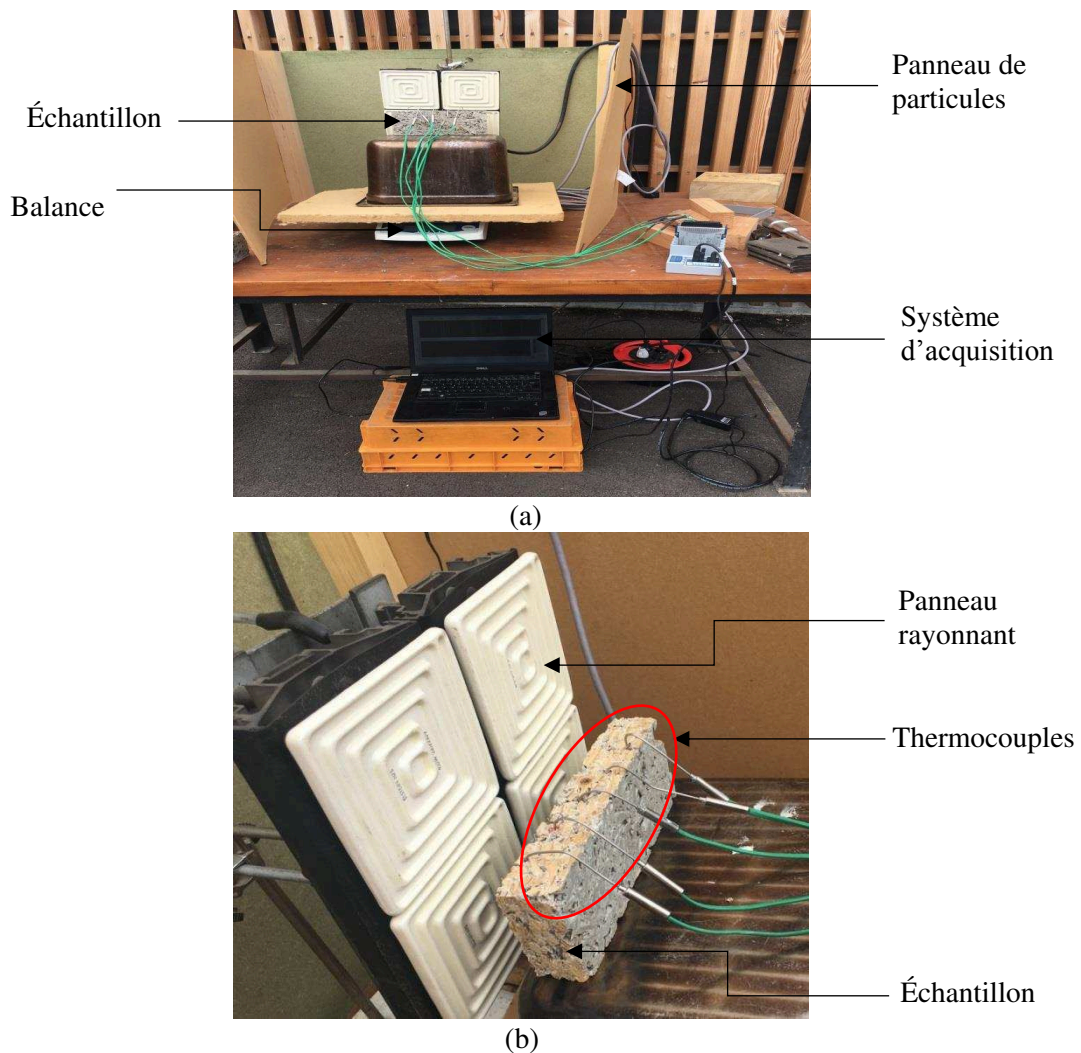 Panneau de
particules
Échantillon
Balance
Système
d'acquisition
(a)
Panneau
rayonnant
Thermocouples
Échantillon
(b)